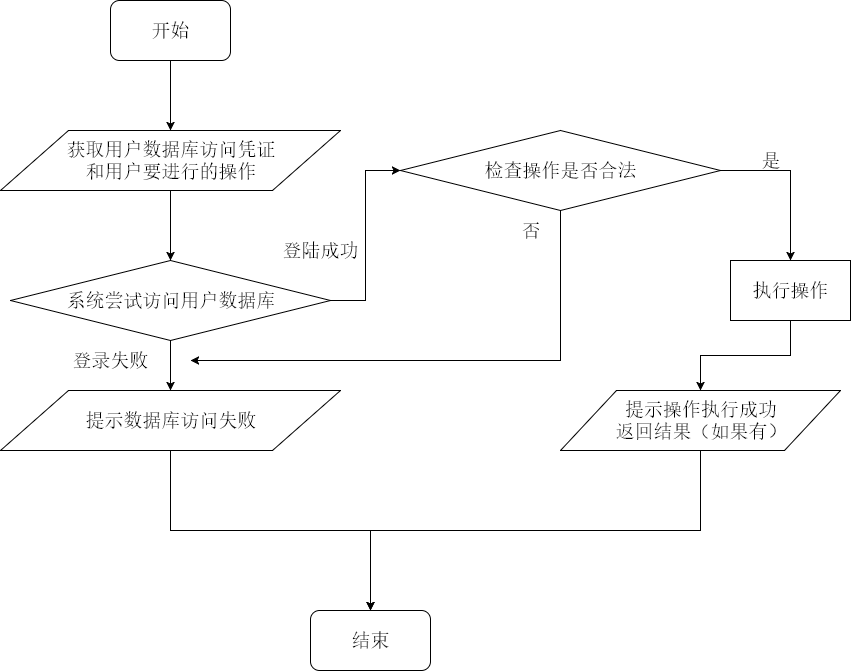 开始
获取用户数据库访问凭证
和用户要进行的操作
检查操作是否合法
是
否
登陆成功
系统尝试访问用户数据库
执行操作
登录失败
提示数据库访问失败
提示操作执行成功
返回结果（如果有）
结束